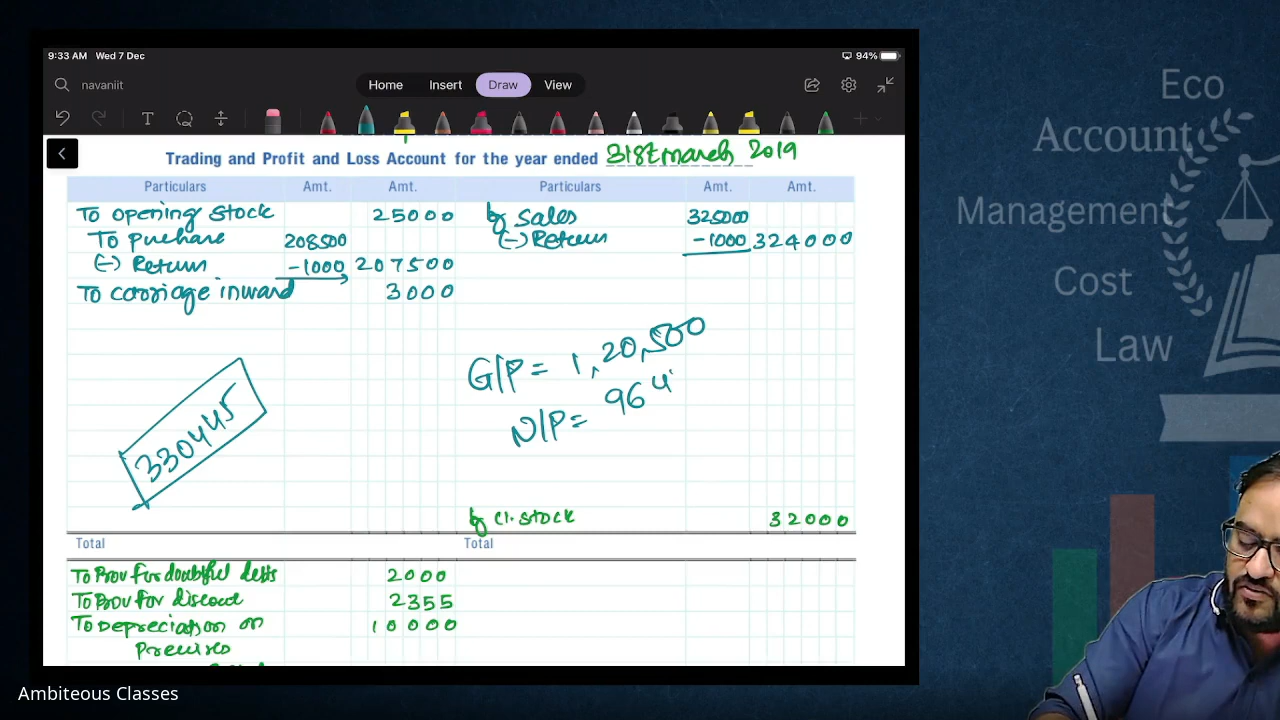 9:33 AM Wed 7 Dec 94%
navaniit Home Insert Draw View
Trading and Profit and Loss Account for the year ended 31st march 2019
Particulars Amt. Amt. Particulars Amt. Amt.
To opening stock 25000 by sales 325000
To purchase 208500 (-) Return -1000 324000
(-) Return -1000 207500
To carriage inward 3000
G/P = 1,20,500
N/P = 964
330445
by cl. stock 32000
Total Total
To Prov for doubtful debts 2000
To Prov for discount 2355
To Depreciation on 10000
Premises
Eco
Account
Management
Cost
Law
Ambiteous Classes